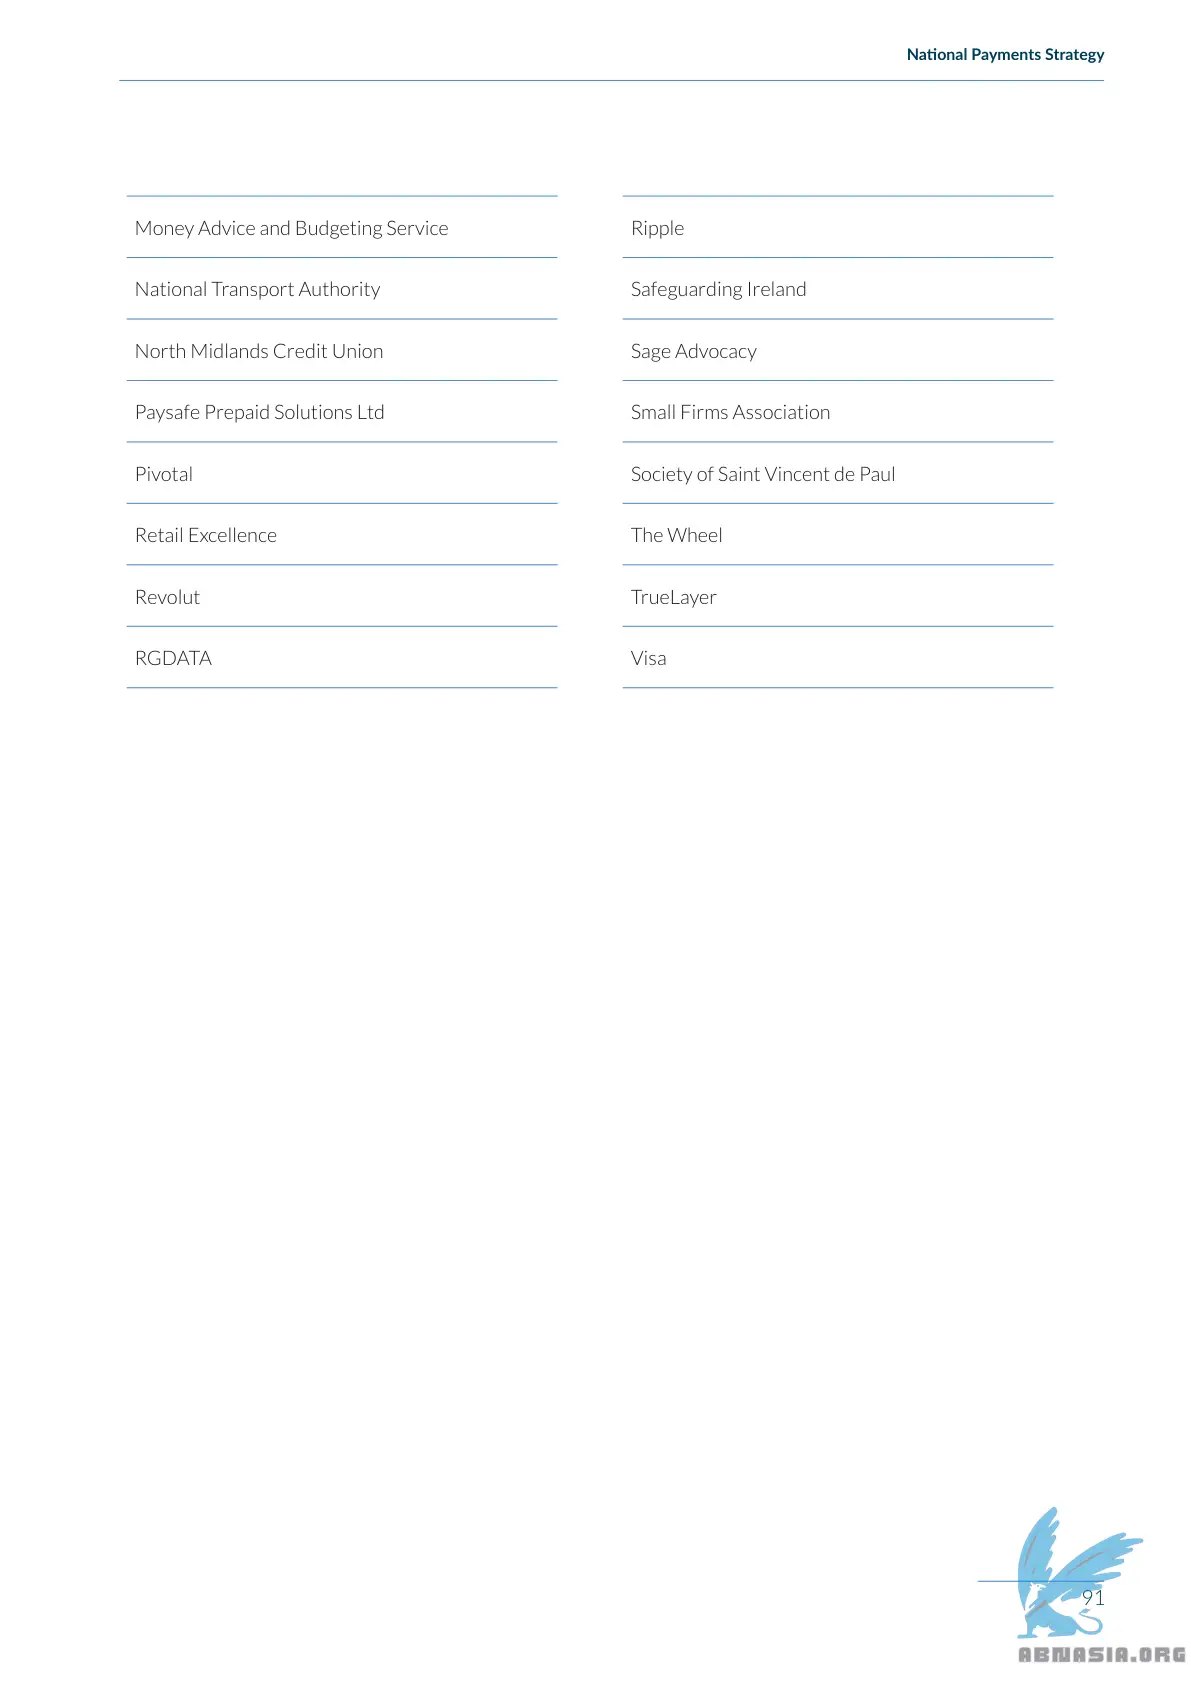 National Payments Strategy
Money Advice and Budgeting Service
National Transport Authority
North Midlands Credit Union
Paysafe Prepaid Solutions Ltd
Pivotal
Retail Excellence
Revolut
RGDATA
Ripple
Safeguarding Ireland
Sage Advocacy
Small Firms Association
Society of Saint Vincent de Paul
The Wheel
TrueLayer
Visa
91
ABNASIA.ORG